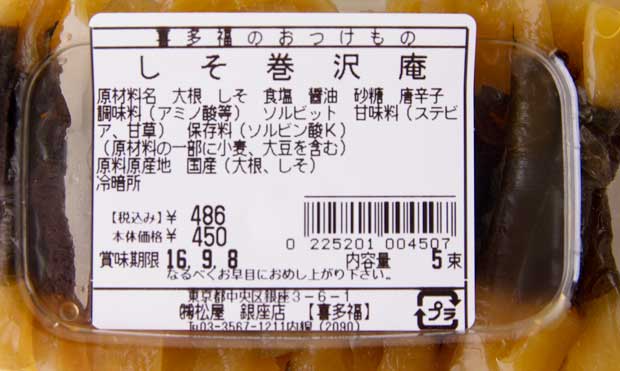 喜多福のおつけもの
しそ巻沢庵
原材料名 大根 しそ 食塩 醤油 砂糖 唐辛子
調味料(アミノ酸等) ソルビット 甘味料(ステビ
ア、甘草) 保存料(ソルビン酸K)
(原材料の一部に小麦、大豆を含む)
原料原産地 国産(大根、しそ)
冷暗所
【税込み】¥ 486
本体価格 ¥ 450
0 225201 004507
賞味期限 16.9.8 内容量 5束
なるべくお早目におめし上がり下さい。
東京都中央区銀座3-6-1
㈱松屋 銀座店 【喜多福】
℡03-3567-1211内線(2090)
プラ